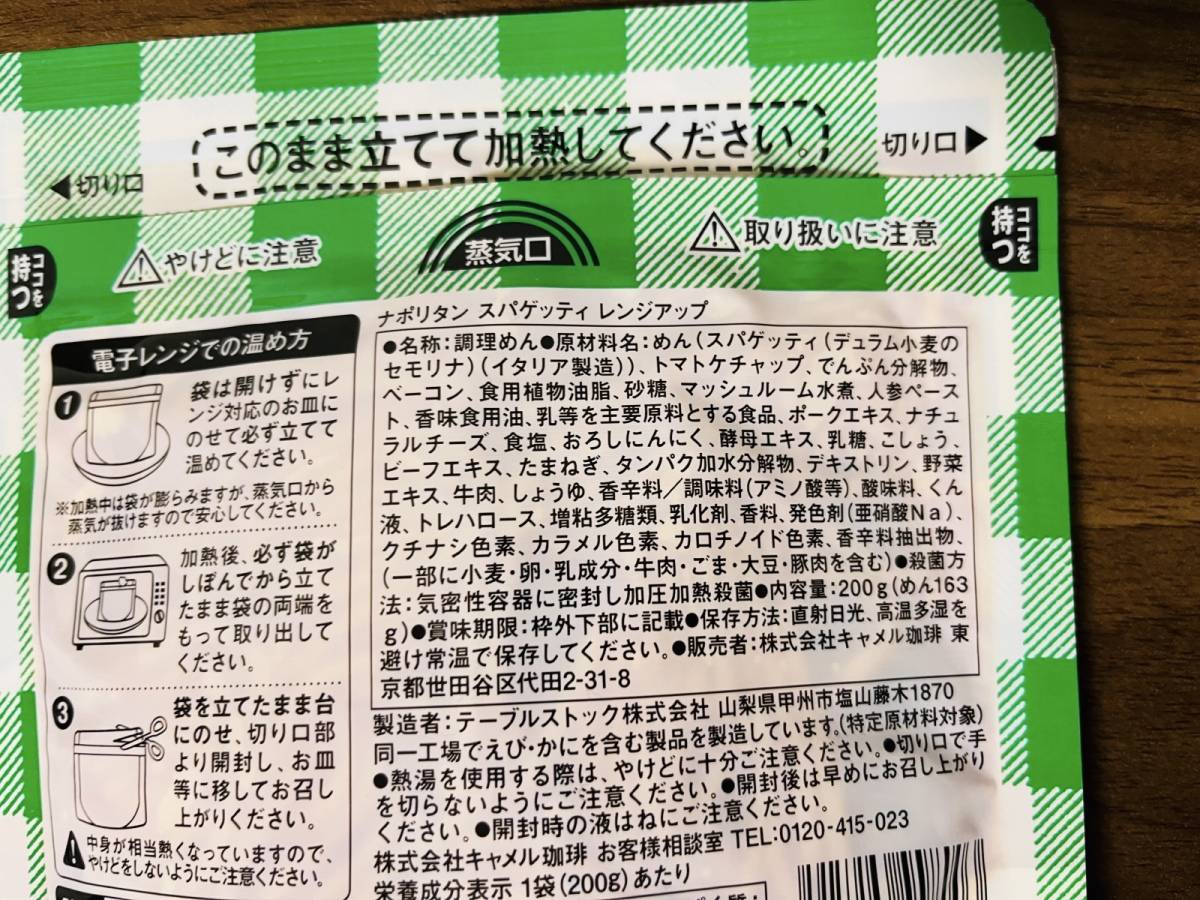 このまま立てて加熱してください。
◀切り口
切り口▶
ココを持つ
⚠やけどに注意
蒸気口
⚠取り扱いに注意
ココを持つ
電子レンジでの温め方
1 袋は開けずにレ
ンジ対応のお皿に
のせて必ず立てて
温めてください。
※加熱中は袋が膨らみますが、蒸気口から
蒸気が抜けますので安心してください。
2 加熱後、必ず袋が
しぼんでから立て
たまま袋の両端を
もって取り出して
ください。
3 袋を立てたまま台
にのせ、切り口部
より開封し、お皿
等に移してお召し
上がりください。
⚠中身が相当熱くなっていますので、
やけどをしないようにご注意ください。
ナポリタン スパゲッティ レンジアップ
●名称：調理めん●原材料名：めん（スパゲッティ（デュラム小麦の
セモリナ）（イタリア製造））、トマトケチャップ、でんぷん分解物、
ベーコン、食用植物油脂、砂糖、マッシュルーム水煮、人参ペース
ト、香味食用油、乳等を主要原料とする食品、ポークエキス、ナチュ
ラルチーズ、食塩、おろしにんにく、酵母エキス、乳糖、こしょう、
ビーフエキス、たまねぎ、タンパク加水分解物、デキストリン、野菜
エキス、牛肉、しょうゆ、香辛料／調味料（アミノ酸等）、酸味料、くん
液、トレハロース、増粘多糖類、乳化剤、香料、発色剤（亜硝酸Na）、
クチナシ色素、カラメル色素、カロチノイド色素、香辛料抽出物、
（一部に小麦・卵・乳成分・牛肉・ごま・大豆・豚肉を含む）●殺菌方
法：気密性容器に密封し加圧加熱殺菌●内容量：200g（めん163
g）●賞味期限：枠外下部に記載●保存方法：直射日光、高温多湿を
避け常温で保存してください。●販売者：株式会社キャメル珈琲 東
京都世田谷区代田2-31-8
製造者：テーブルストック株式会社 山梨県甲州市塩山藤木1870
同一工場でえび・かにを含む製品を製造しています。（特定原材料対象）
●熱湯を使用する際は、やけどに十分ご注意ください。●切り口で手
を切らないようにご注意ください。●開封後は早めにお召し上がり
ください。●開封時の液はねにご注意ください。
株式会社キャメル珈琲 お客様相談室 TEL:0120-415-023
栄養成分表示 1袋(200g)あたり